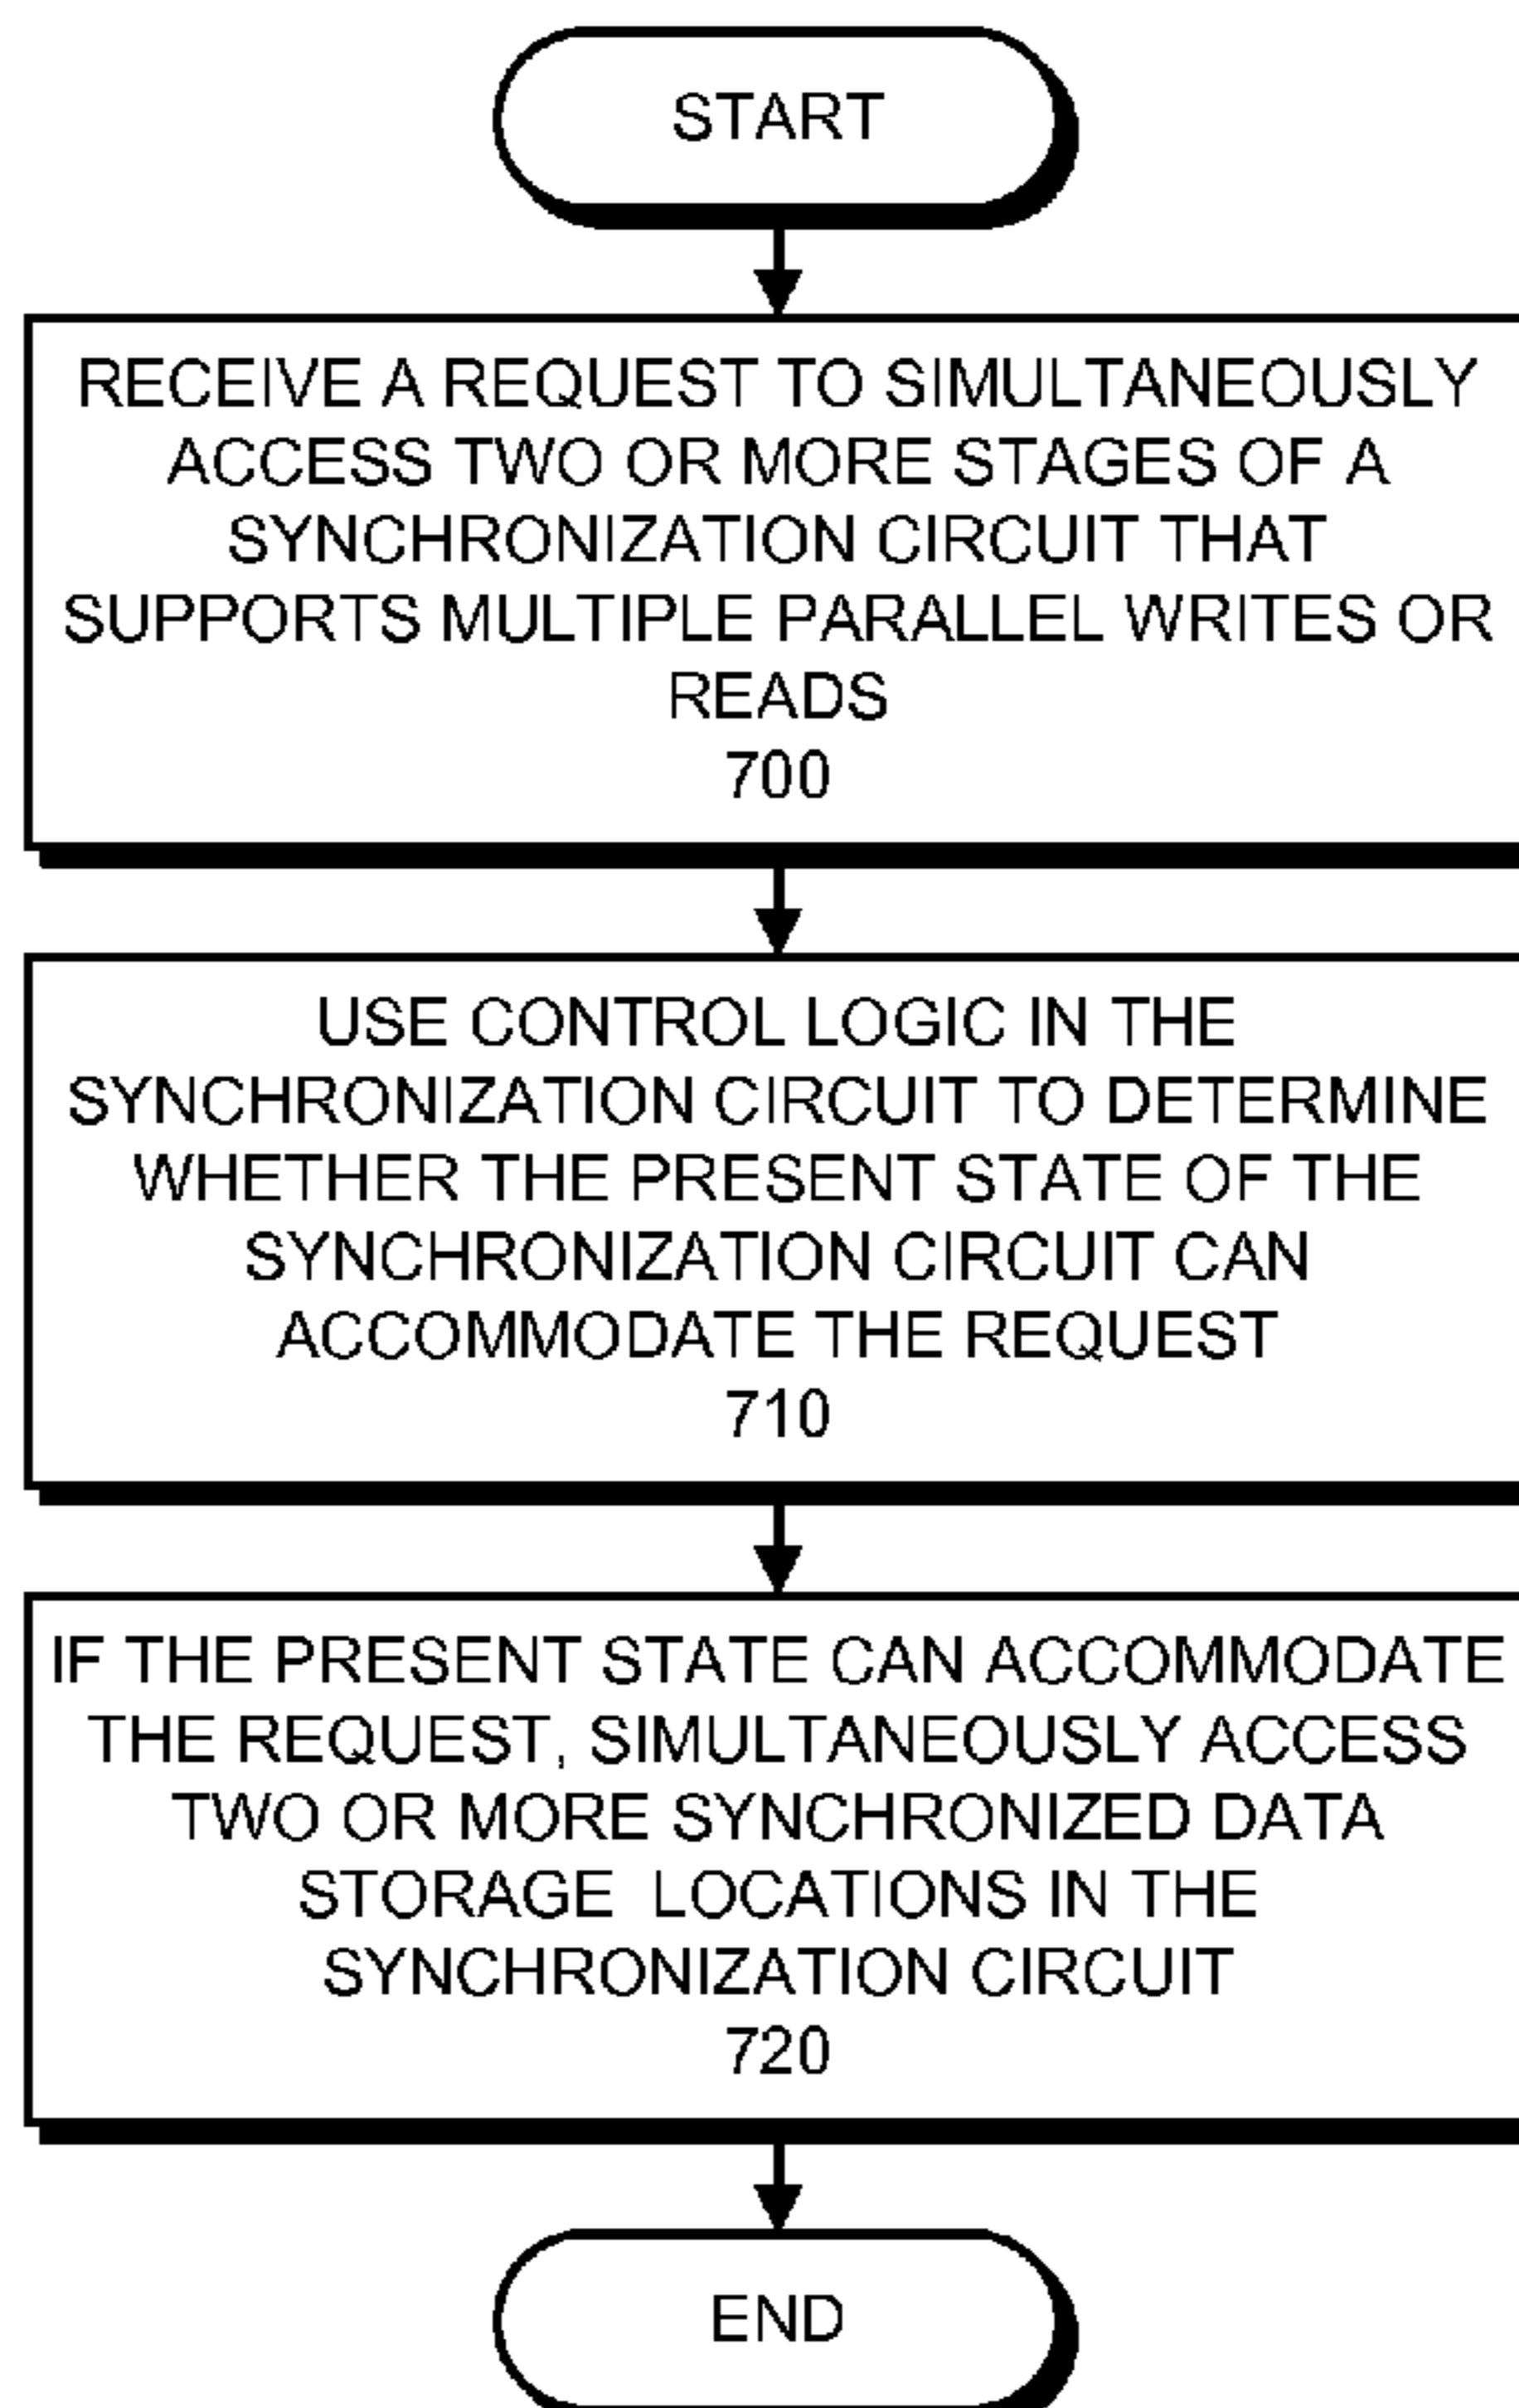 START
RECEIVE A REQUEST TO SIMULTANEOUSLY
ACCESS TWO OR MORE STAGES OF A
SYNCHRONIZATION CIRCUIT THAT
SUPPORTS MULTIPLE PARALLEL WRITES OR
READS
700
USE CONTROL LOGIC IN THE
SYNCHRONIZATION CIRCUIT TO DETERMINE
WHETHER THE PRESENT STATE OF THE
SYNCHRONIZATION CIRCUIT CAN
ACCOMMODATE THE REQUEST
710
IF THE PRESENT STATE CAN ACCOMMODATE
THE REQUEST, SIMULTANEOUSLY ACCESS
TWO OR MORE SYNCHRONIZED DATA
STORAGE LOCATIONS IN THE
SYNCHRONIZATION CIRCUIT
720
END